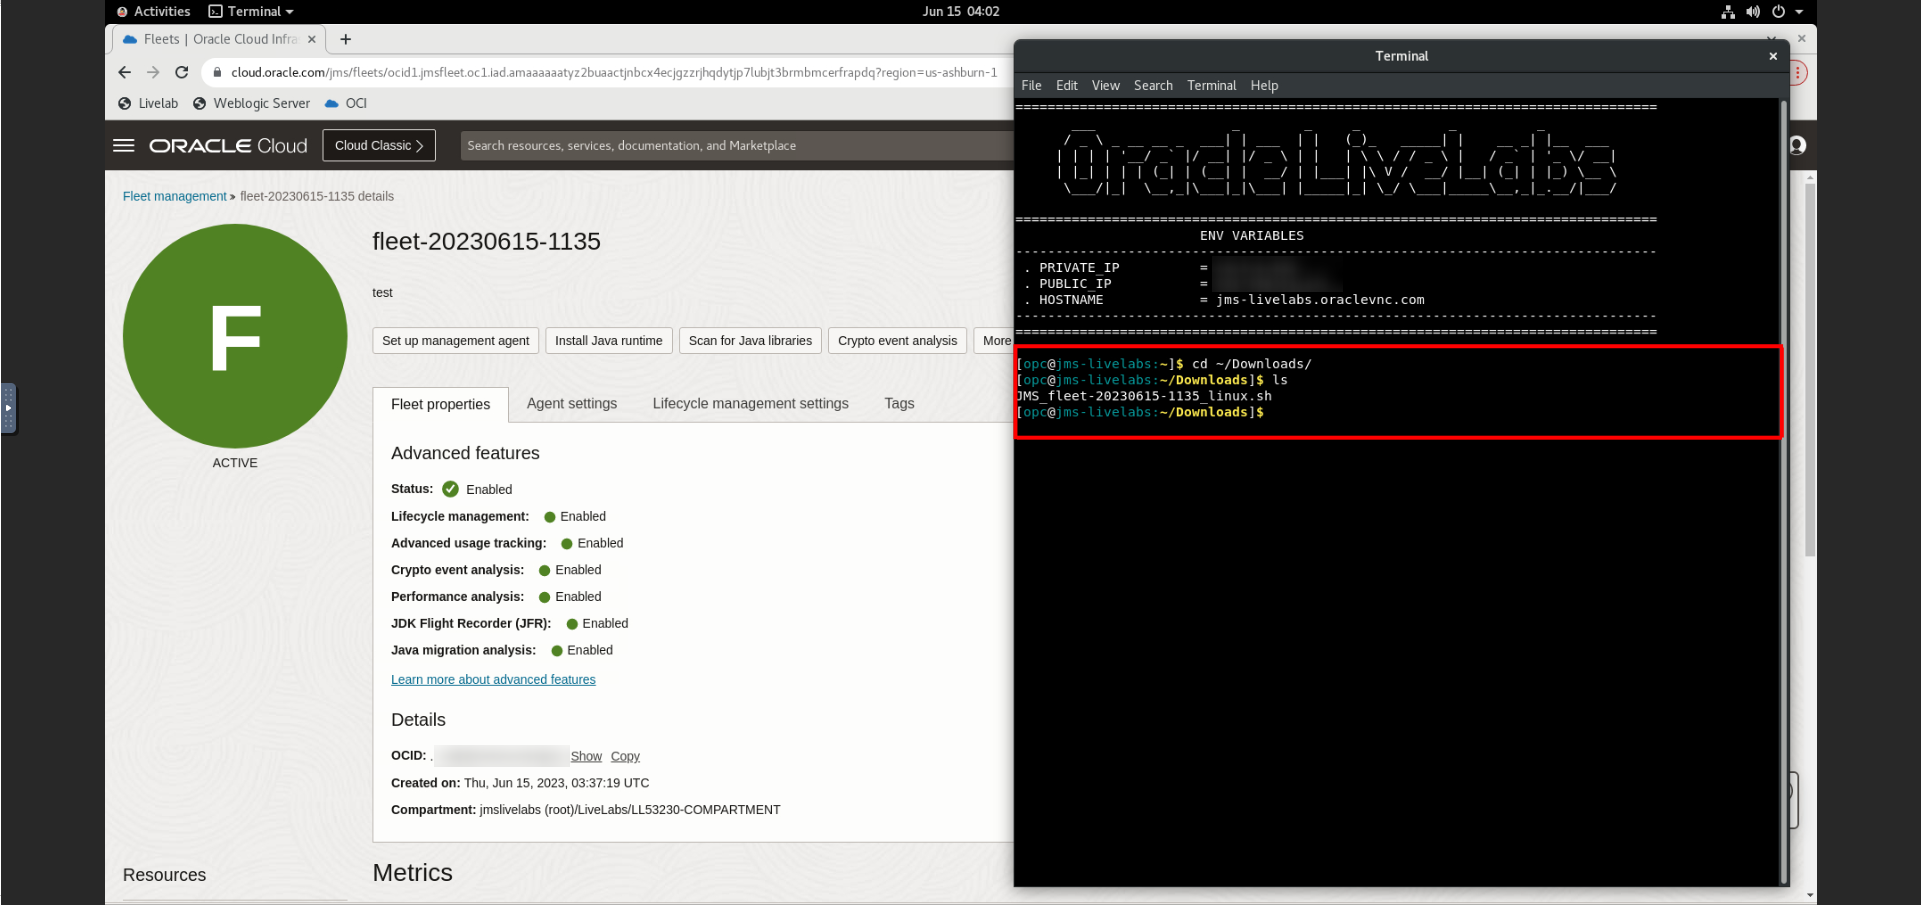 Activities
Terminal
Jun 15 04:02
Fleets | Oracle Cloud Infra
cloud.oracle.com/jms/fleets/ocid1.jmsfleet.oc1.iad.amaaaaaatyz2buaactjnbcx4ecjgzzrjhqdytjp7lubjt3brmbmcerfrapdq?region=us-ashburn-1
Livelab
Weblogic Server
OCI
ORACLE Cloud
Cloud Classic >
Search resources, services, documentation, and Marketplace
Fleet management » fleet-20230615-1135 details
F
ACTIVE
fleet-20230615-1135
test
Set up management agent
Install Java runtime
Scan for Java libraries
Crypto event analysis
More
Fleet properties
Agent settings
Lifecycle management settings
Tags
Advanced features
Status: Enabled
Lifecycle management: Enabled
Advanced usage tracking: Enabled
Crypto event analysis: Enabled
Performance analysis: Enabled
JDK Flight Recorder (JFR): Enabled
Java migration analysis: Enabled
Learn more about advanced features
Details
OCID: . Show Copy
Created on: Thu, Jun 15, 2023, 03:37:19 UTC
Compartment: jmslivelabs (root)/LiveLabs/LL53230-COMPARTMENT
Resources
Metrics
Terminal
File Edit View Search Terminal Help
Oracle LiveLabs
ENV VARIABLES
. PRIVATE_IP =
. PUBLIC_IP =
. HOSTNAME = jms-livelabs.oraclevnc.com
[opc@jms-livelabs:~]$ cd ~/Downloads/
[opc@jms-livelabs:~/Downloads]$ ls
JMS_fleet-20230615-1135_linux.sh
[opc@jms-livelabs:~/Downloads]$